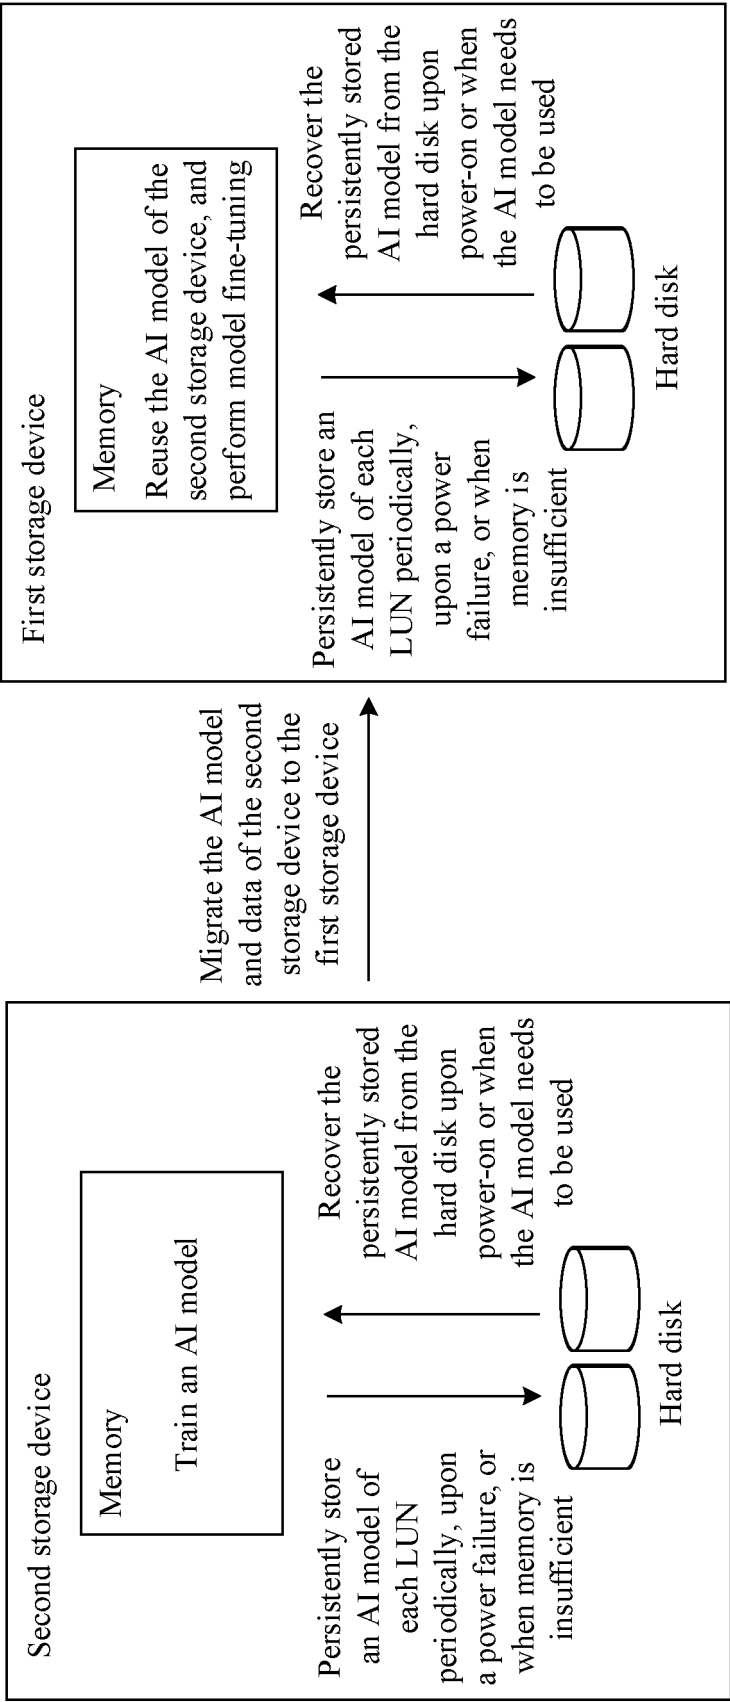 Second storage device
Memory
Train an AI model
Persistently store
an AI model of
each LUN
periodically, upon
a power failure, or
when memory is
insufficient
Recover the
persistently stored
AI model from the
hard disk upon
power-on or when
the AI model needs
to be used
Hard disk
Migrate the AI model
and data of the second
storage device to the
first storage device
First storage device
Memory
Reuse the AI model of the
second storage device, and
perform model fine-tuning
Persistently store an
AI model of each
LUN periodically,
upon a power
failure, or when
memory is
insufficient
Recover the
persistently stored
AI model from the
hard disk upon
power-on or when
the AI model needs
to be used
Hard disk